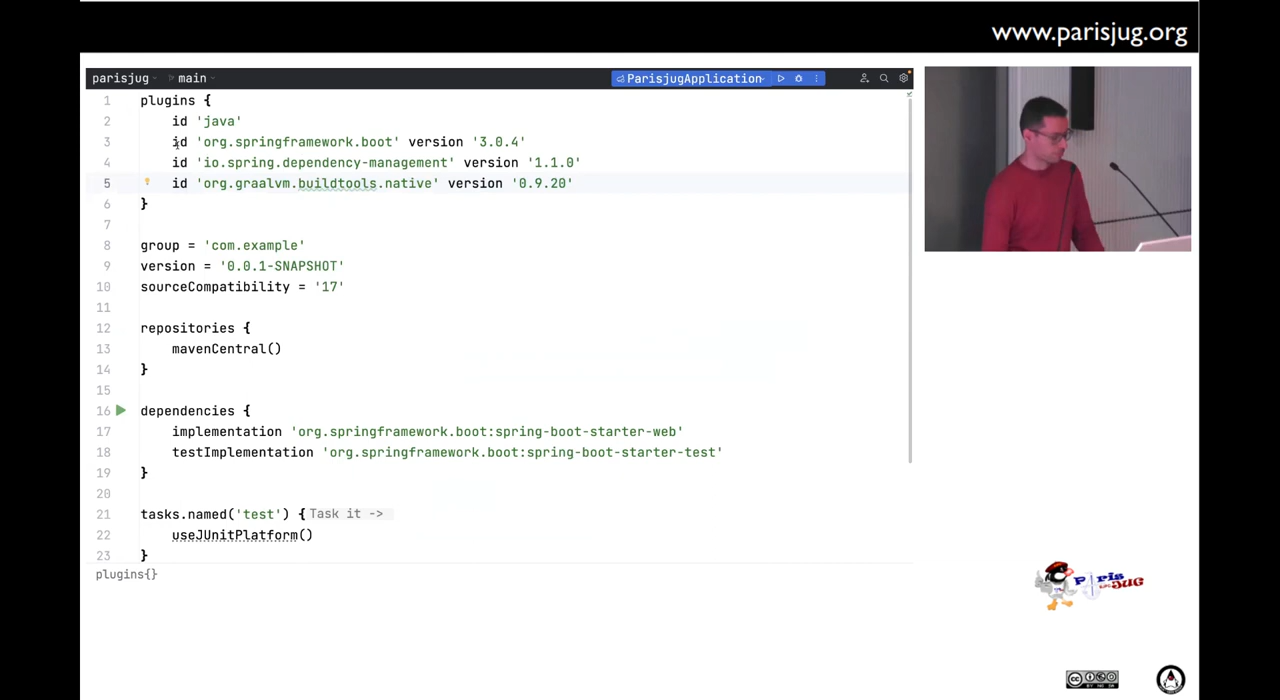 www.parisjug.org
parisjug main ParisjugApplication
1 plugins {
2 id 'java'
3 id 'org.springframework.boot' version '3.0.4'
4 id 'io.spring.dependency-management' version '1.1.0'
5 id 'org.graalvm.buildtools.native' version '0.9.20'
6 }
7
8 group = 'com.example'
9 version = '0.0.1-SNAPSHOT'
10 sourceCompatibility = '17'
11
12 repositories {
13 mavenCentral()
14 }
15
16 dependencies {
17 implementation 'org.springframework.boot:spring-boot-starter-web'
18 testImplementation 'org.springframework.boot:spring-boot-starter-test'
19 }
20
21 tasks.named('test') { Task it ->
22 useJUnitPlatform()
23 }
plugins{}
Paris JUG
cc